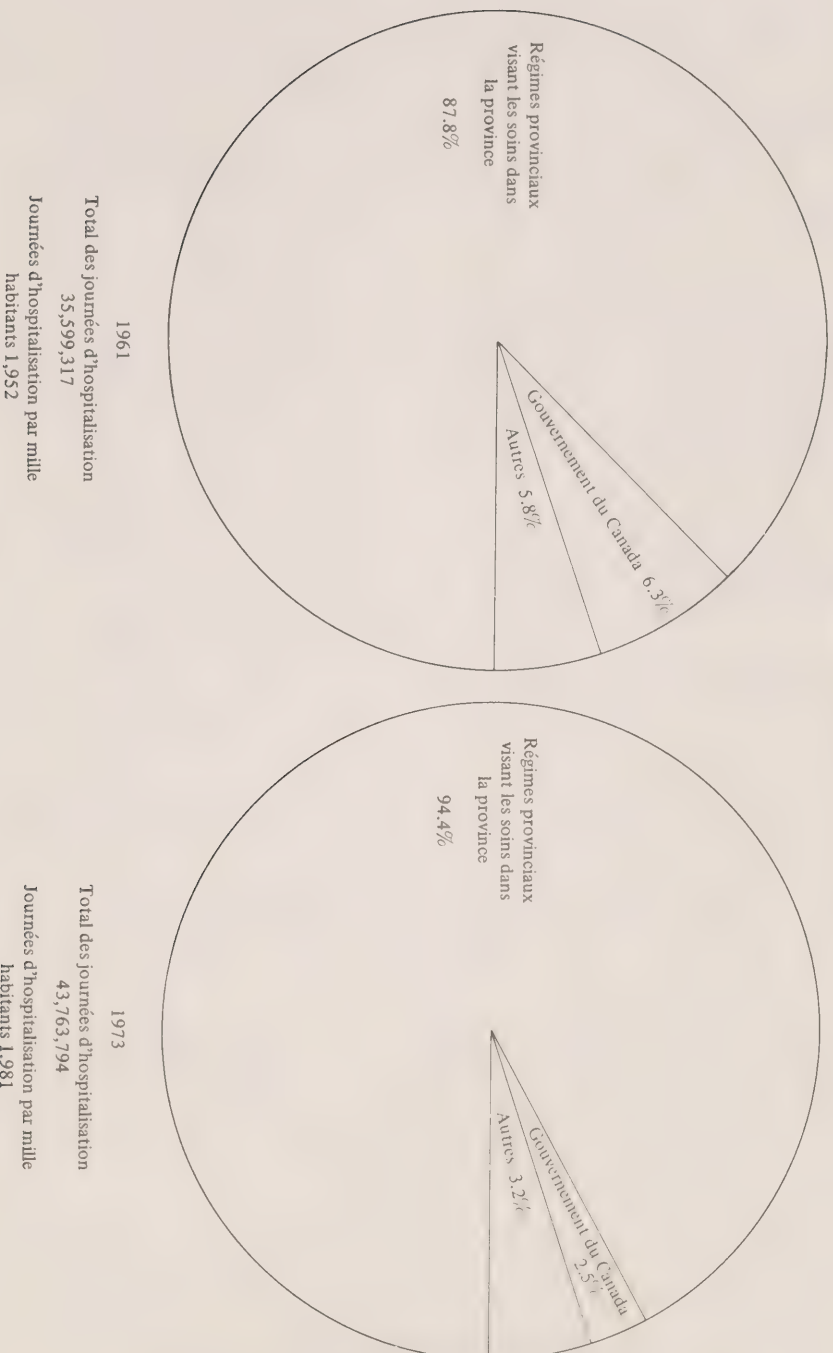 Régimes provinciaux
visant les soins dans
la province
87.8%
Gouvernement du Canada 6.3%
Autres 5.8%
1961
Total des journées d'hospitalisation
35,599,317
Journées d'hospitalisation par mille
habitants 1,952
Régimes provinciaux
visant les soins dans
la province
94.4%
Gouvernement du Canada
2.5%
Autres 3.2%
1973
Total des journées d'hospitalisation
43,763,794
Journées d'hospitalisation par mille
habitants 1,981